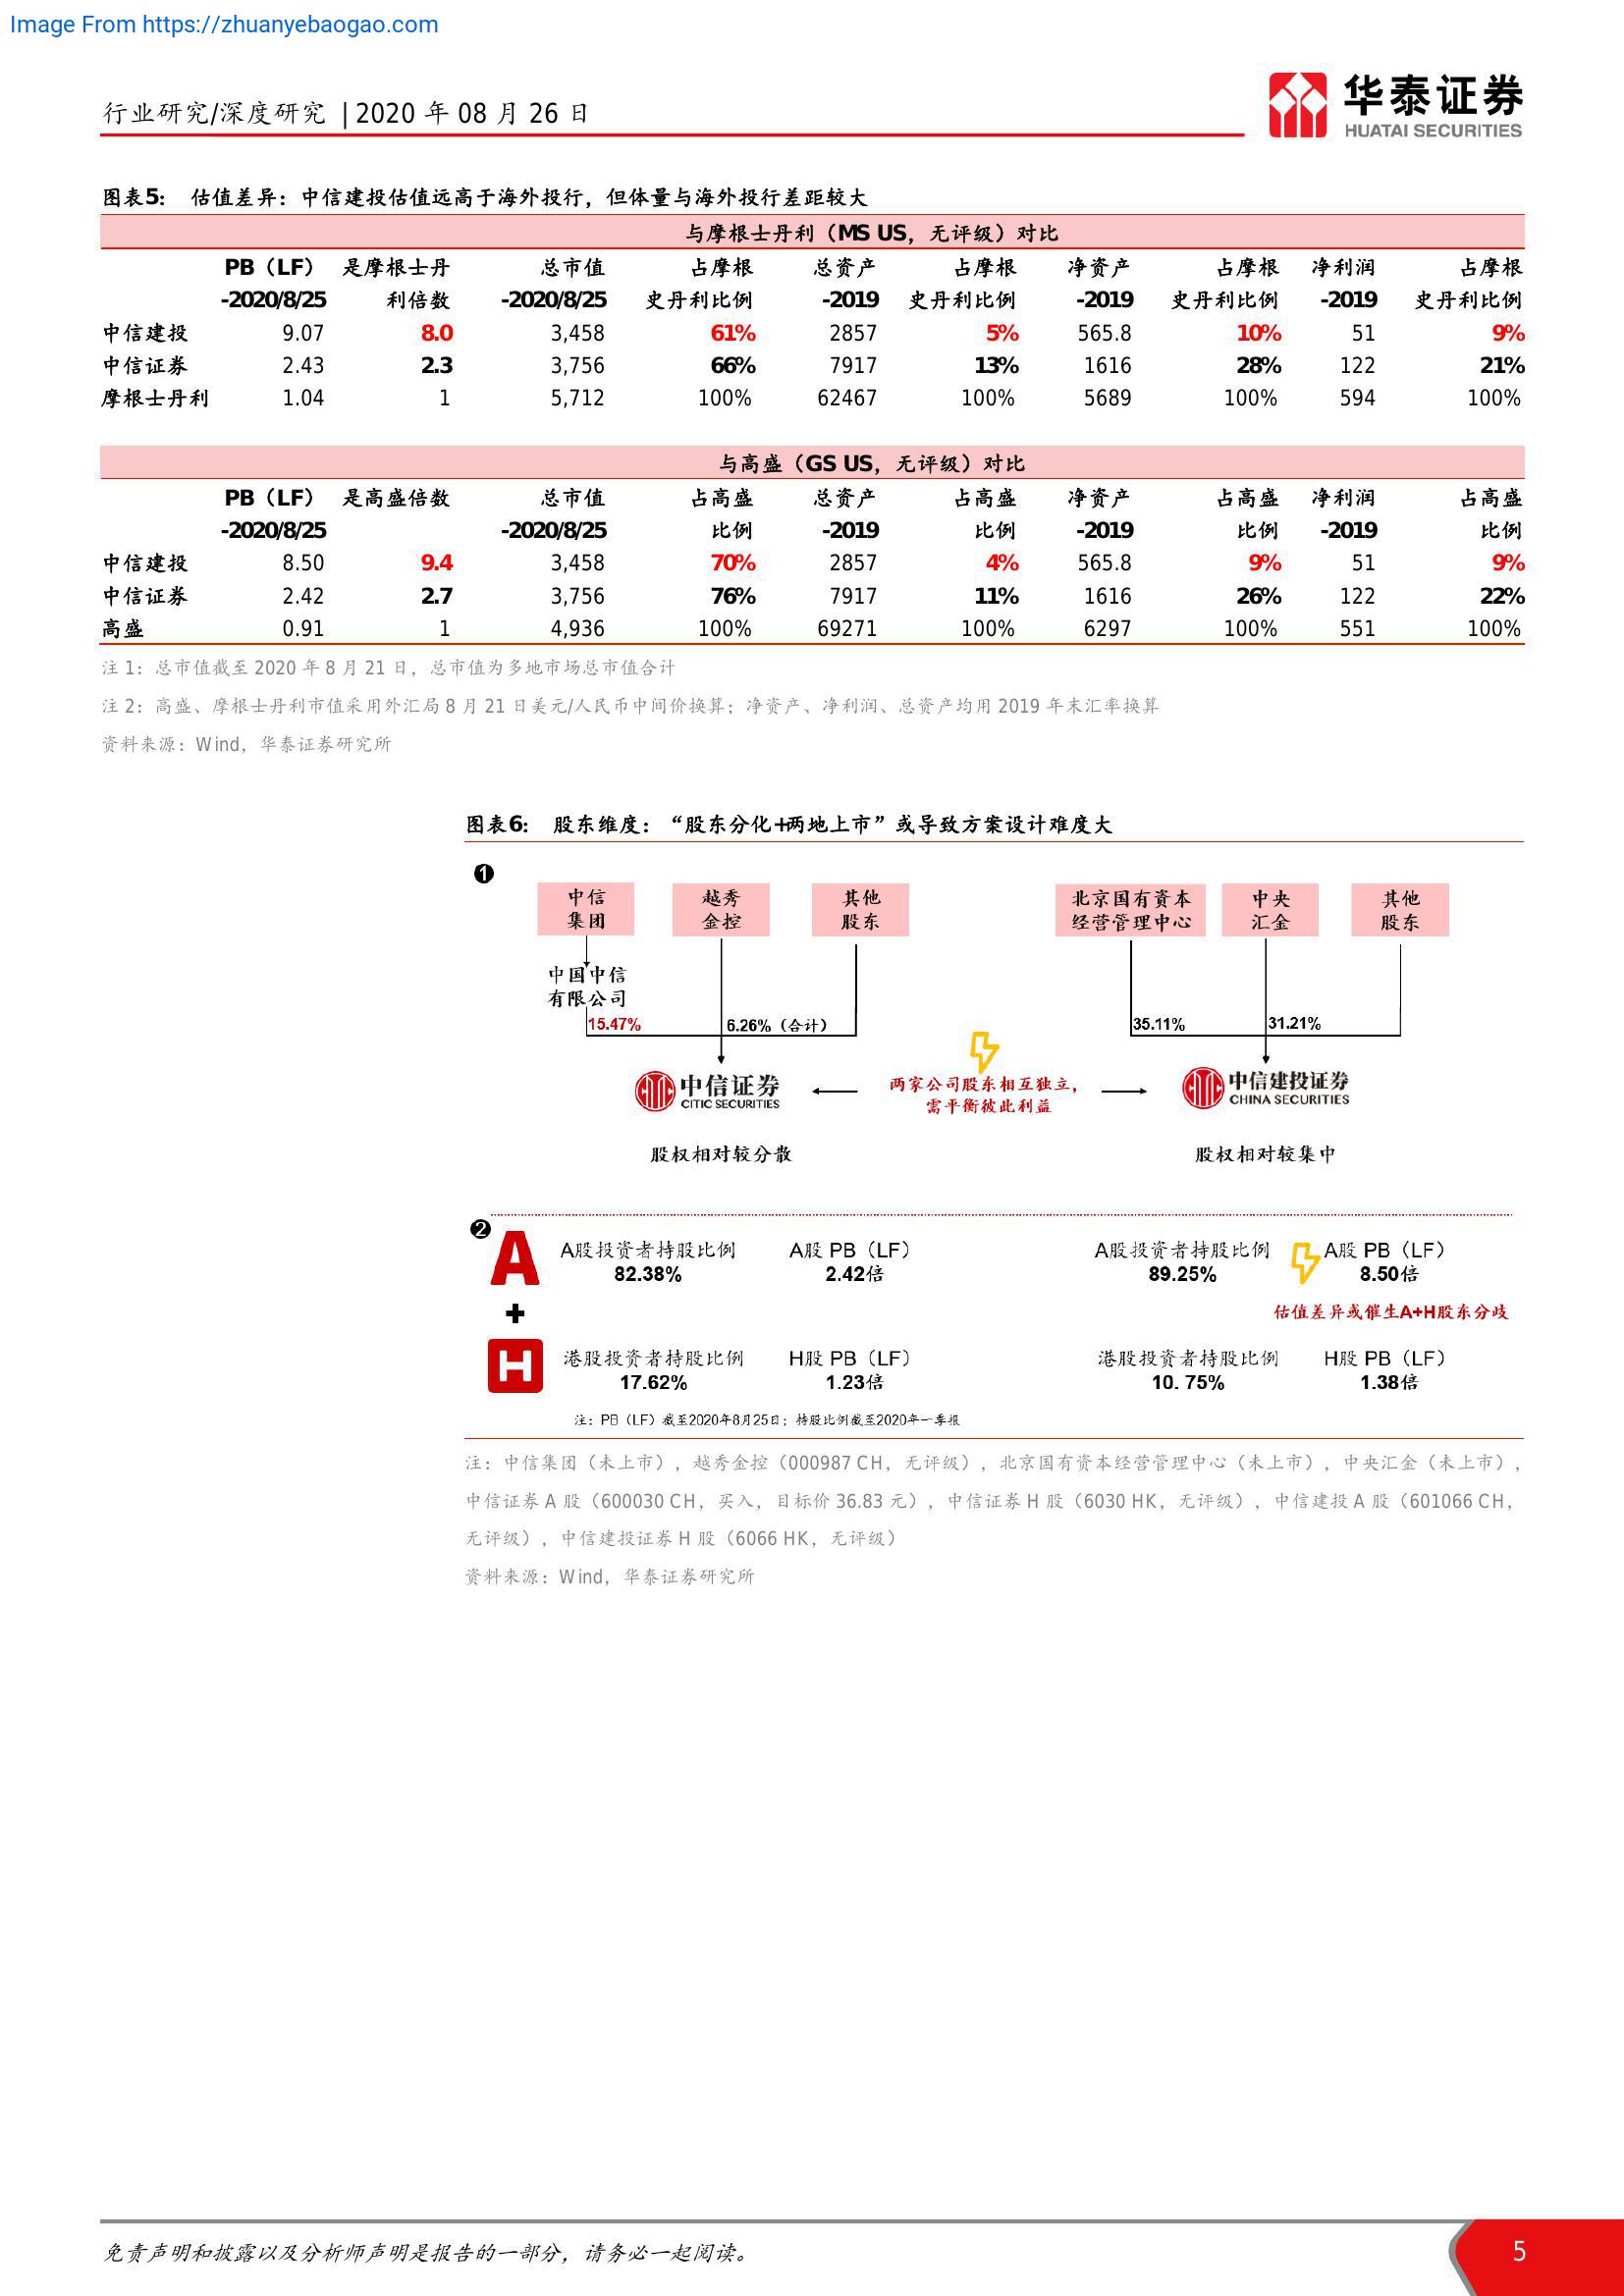 Image From https://zhuanyebaogao.com
行业研究/深度研究 | 2020 年 08 月 26 日
华泰证券
HUATAI SECURITIES
图表5： 估值差异：中信建投估值远高于海外投行，但体量与海外投行差距较大
与摩根士丹利（MS US，无评级）对比
PB（LF） 是摩根士丹 总市值 占摩根 总资产 占摩根 净资产 占摩根 净利润 占摩根
-2020/8/25 利倍数 -2020/8/25 史丹利比例 -2019 史丹利比例 -2019 史丹利比例 -2019 史丹利比例
中信建投 9.07 8.0 3,458 61% 2857 5% 565.8 10% 51 9%
中信证券 2.43 2.3 3,756 66% 7917 13% 1616 28% 122 21%
摩根士丹利 1.04 1 5,712 100% 62467 100% 5689 100% 594 100%
与高盛（GS US，无评级）对比
PB（LF） 是高盛倍数 总市值 占高盛 总资产 占高盛 净资产 占高盛 净利润 占高盛
-2020/8/25 -2020/8/25 比例 -2019 比例 -2019 比例 -2019 比例
中信建投 8.50 9.4 3,458 70% 2857 4% 565.8 9% 51 9%
中信证券 2.42 2.7 3,756 76% 7917 11% 1616 26% 122 22%
高盛 0.91 1 4,936 100% 69271 100% 6297 100% 551 100%
注 1：总市值截至 2020 年 8 月 21 日，总市值为多地市场总市值合计
注 2：高盛、摩根士丹利市值采用外汇局 8 月 21 日美元/人民币中间价换算；净资产、净利润、总资产均用 2019 年末汇率换算
资料来源：Wind，华泰证券研究所
图表6： 股东维度：“股东分化+两地上市”或导致方案设计难度大
❶
中信 越秀 其他 北京国有资本 中央 其他
集团 金控 股东 经营管理中心 汇金 股东
中国中信
有限公司
15.47% 6.26%（合计） 35.11% 31.21%
中信证券 两家公司股东相互独立， 中信建投证券
CITIC SECURITIES 需平衡彼此利益 CHINA SECURITIES
股权相对较分散 股权相对较集中
❷
A A股投资者持股比例 A股 PB（LF） A股投资者持股比例 A股 PB（LF）
82.38% 2.42倍 89.25% 8.50倍
+ 估值差异或催生A+H股东分歧
H 港股投资者持股比例 H股 PB（LF） 港股投资者持股比例 H股 PB（LF）
17.62% 1.23倍 10. 75% 1.38倍
注：PB（LF）截至2020年8月25日；持股比例截至2020年一季报
注：中信集团（未上市），越秀金控（000987 CH，无评级），北京国有资本经营管理中心（未上市），中央汇金（未上市），
中信证券 A 股（600030 CH，买入，目标价 36.83 元），中信证券 H 股（6030 HK，无评级），中信建投 A 股（601066 CH，
无评级），中信建投证券 H 股（6066 HK，无评级）
资料来源：Wind，华泰证券研究所
免责声明和披露以及分析师声明是报告的一部分，请务必一起阅读。
5